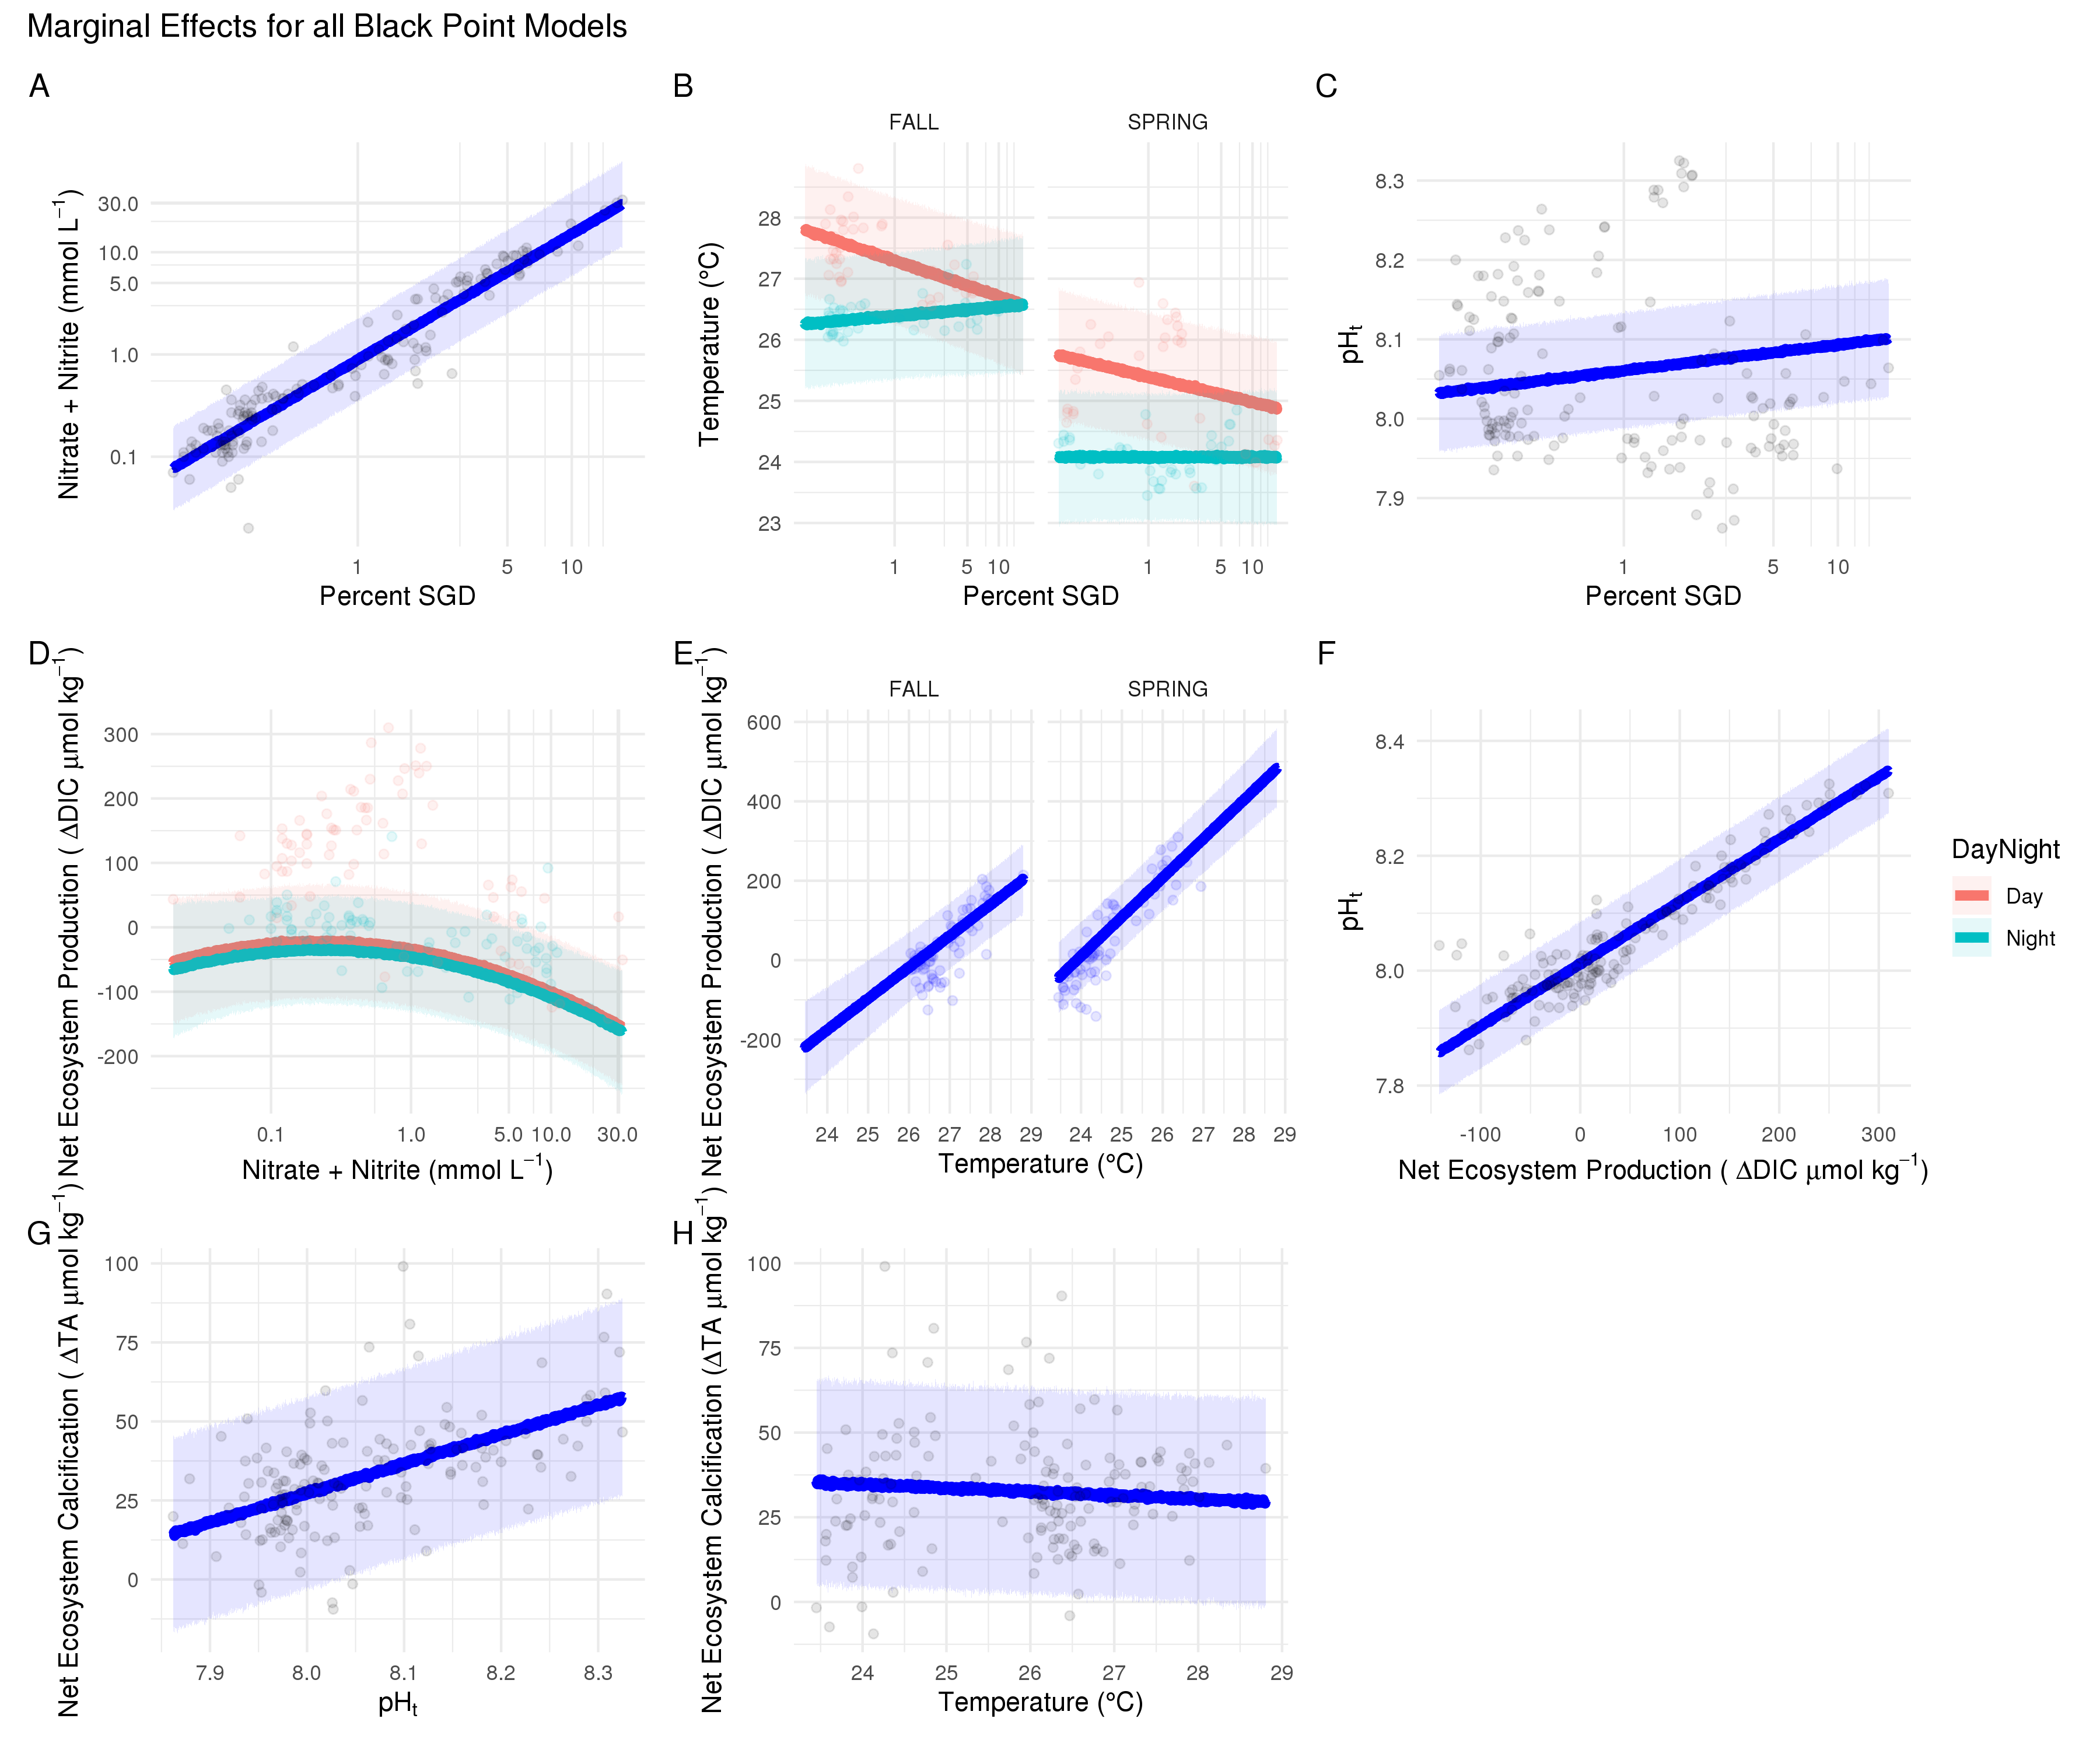 Marginal Effects for all Black Point Models
A
Nitrate + Nitrite (mmol L⁻¹)
30.0
10.0
5.0
1.0
0.1
1
5
10
Percent SGD
B
FALL
SPRING
Temperature (°C)
28
27
26
25
24
23
1
5
10
1
5
10
Percent SGD
C
pHₜ
8.3
8.2
8.1
8.0
7.9
1
5
10
Percent SGD
D
Net Ecosystem Production ( ΔDIC μmol kg⁻¹)
300
200
100
0
-100
-200
0.1
1.0
5.0
10.0
30.0
Nitrate + Nitrite (mmol L⁻¹)
E
FALL
SPRING
Net Ecosystem Production ( ΔDIC μmol kg⁻¹)
600
400
200
0
-200
24
25
26
27
28
29
24
25
26
27
28
29
Temperature (°C)
F
pHₜ
8.4
8.2
8.0
7.8
-100
0
100
200
300
Net Ecosystem Production ( ΔDIC μmol kg⁻¹)
DayNight
Day
Night
G
Net Ecosystem Calcification ( ΔTA μmol kg⁻¹)
100
75
50
25
0
7.9
8.0
8.1
8.2
8.3
pHₜ
H
Net Ecosystem Calcification (ΔTA μmol kg⁻¹)
100
75
50
25
0
24
25
26
27
28
29
Temperature (°C)